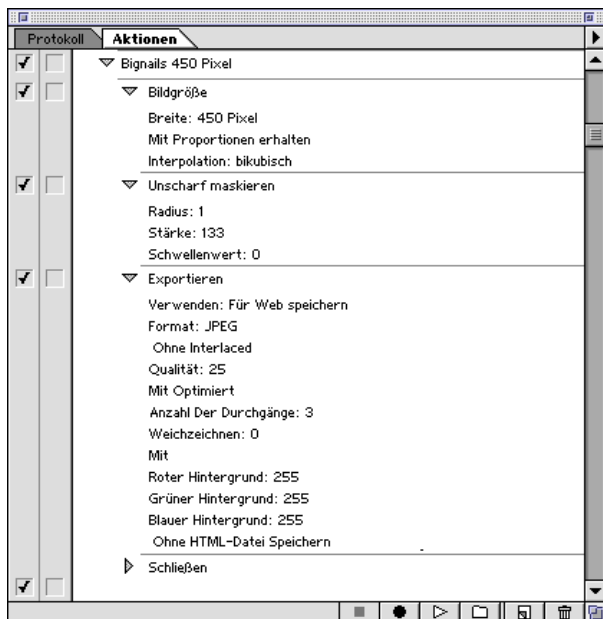 Protokoll Aktionen
Bignails 450 Pixel
Bildgröße
Breite: 450 Pixel
Mit Proportionen erhalten
Interpolation: bikubisch
Unscharf maskieren
Radius: 1
Stärke: 133
Schwellenwert: 0
Exportieren
Verwenden: Für Web speichern
Format: JPEG
Ohne Interlaced
Qualität: 25
Mit Optimiert
Anzahl Der Durchgänge: 3
Weichzeichnen: 0
Mit
Roter Hintergrund: 255
Grüner Hintergrund: 255
Blauer Hintergrund: 255
Ohne HTML-Datei Speichern
Schließen